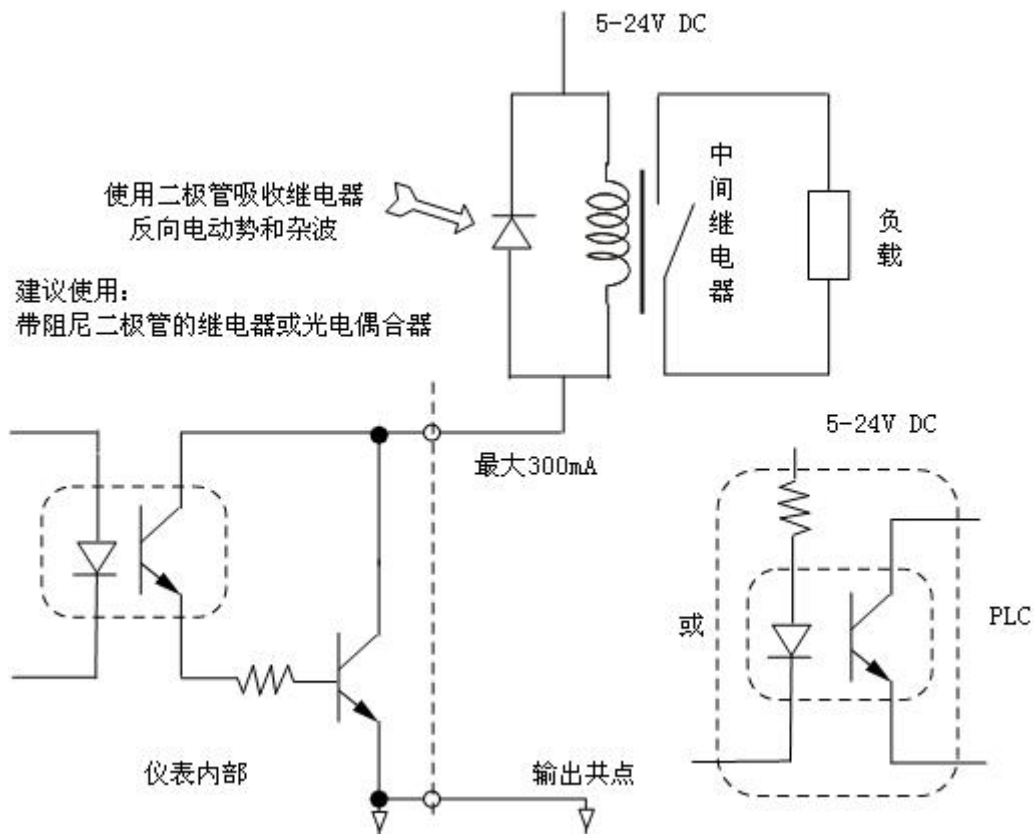 5-24V DC
使用二极管吸收继电器
反向电动势和杂波
中间继电器
负载
建议使用:
带阻尼二极管的继电器或光电偶合器
5-24V DC
最大300mA
或
PLC
仪表内部
输出共点